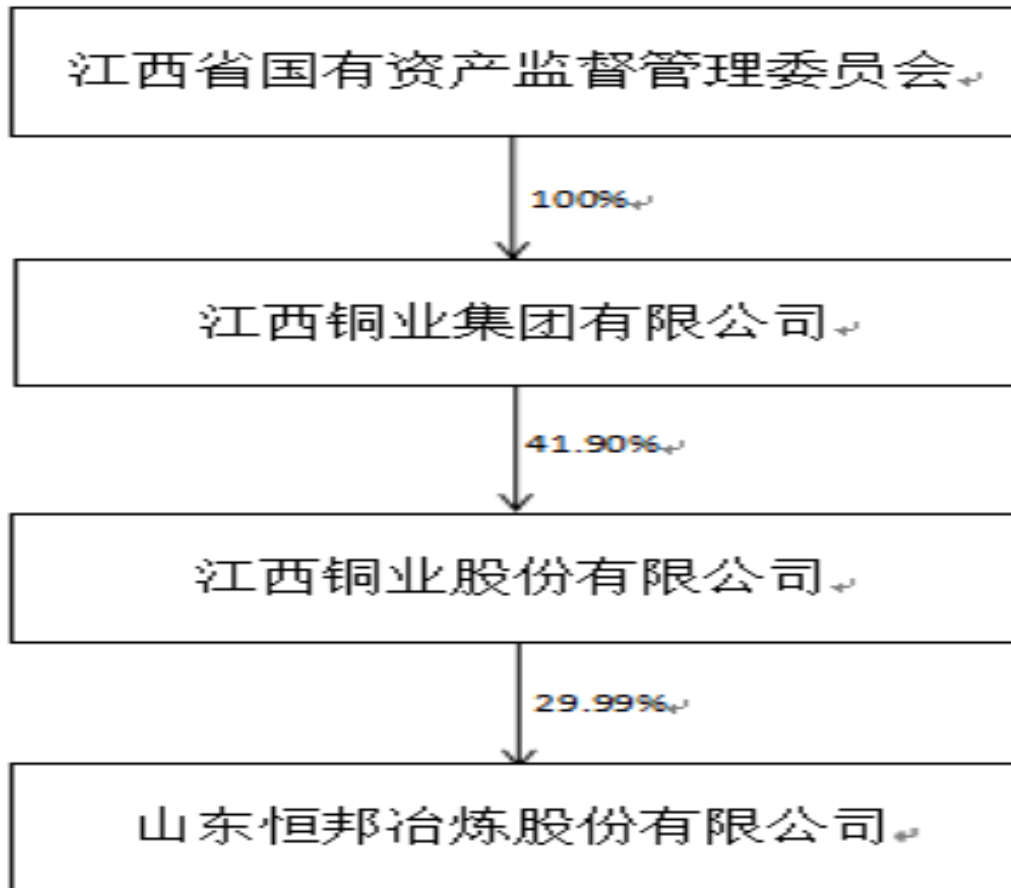 江西省国有资产监督管理委员会
100%
江西铜业集团有限公司
41.90%
江西铜业股份有限公司
29.99%
山东恒邦冶炼股份有限公司